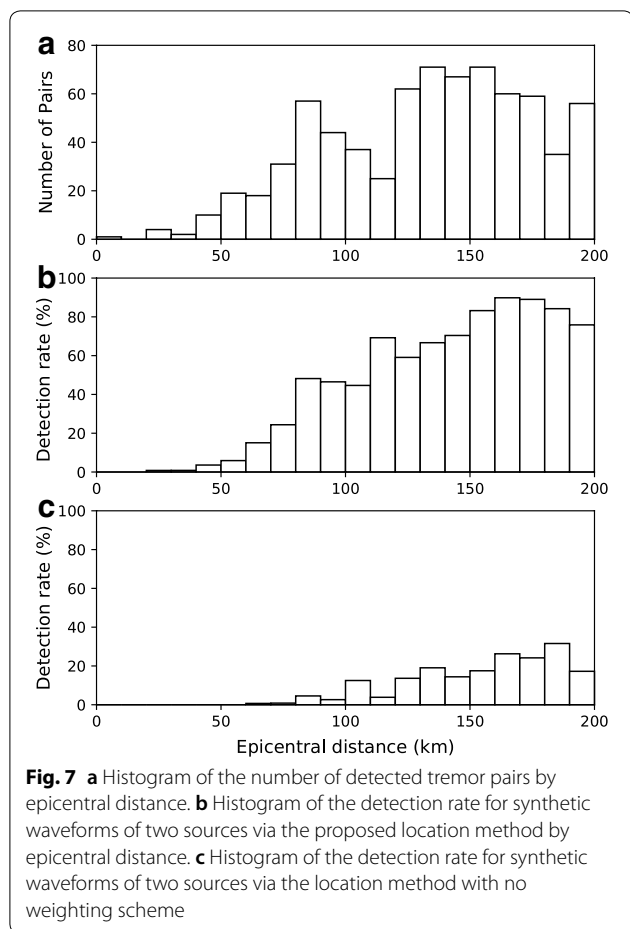 a
80
60
40
20
0
Number of Pairs
0 50 100 150 200
b
100
80
60
40
20
0
Detection rate (%)
0 50 100 150 200
c
100
80
60
40
20
0
Detection rate (%)
0 50 100 150 200
Epicentral distance (km)
Fig. 7 a Histogram of the number of detected tremor pairs by
epicentral distance. b Histogram of the detection rate for synthetic
waveforms of two sources via the proposed location method by
epicentral distance. c Histogram of the detection rate for synthetic
waveforms of two sources via the location method with no
weighting scheme